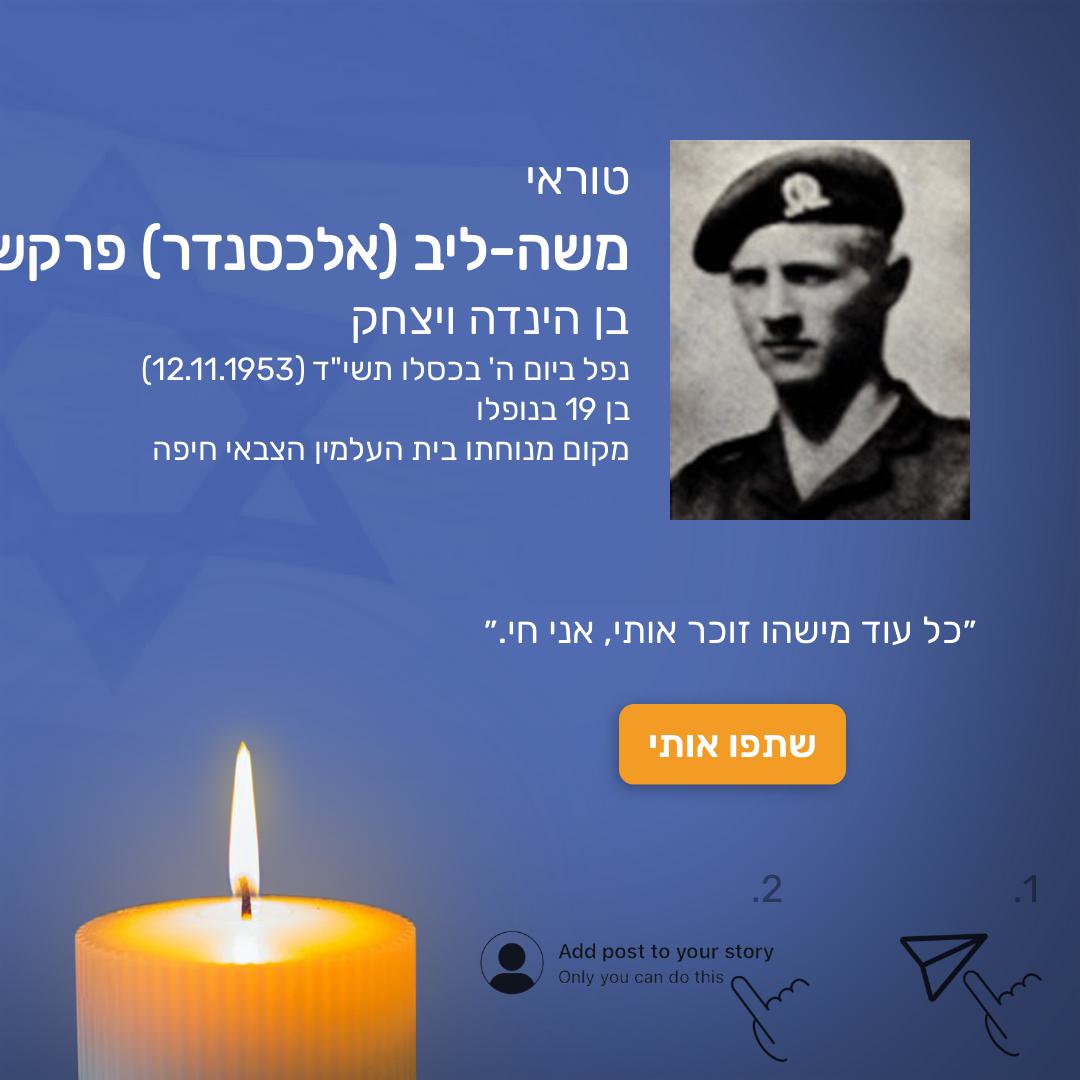 טוראי
משה-ליב (אלכסנדר)
בן הינדה ויצחק
נפל ביום ה' בכסלו תשי"ד (12.11.1953)
בן 19 בנופלו
מקום מנוחתו בית העלמין הצבאי חיפה
״כל עוד מישהו זוכר אותי, אני חי.״
שתפו אותי
1.
2.
Add post to your story
Only you can do this